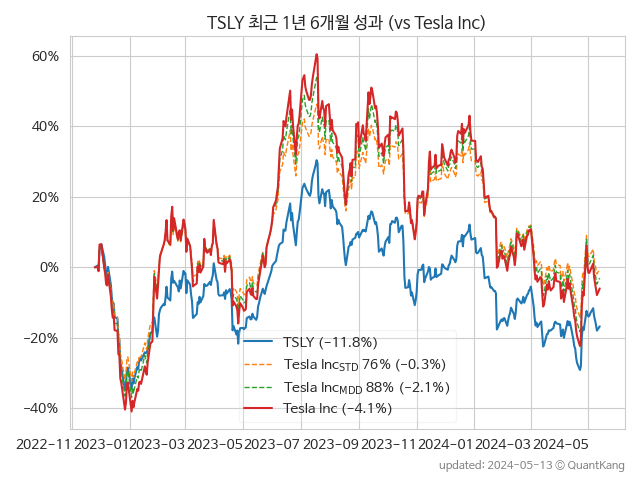 TSLY 최근 1년 6개월 성과 (vs Tesla Inc)
60%
40%
20%
0%
−20%
−40%
TSLY (−11.8%)
Tesla IncSTD 76% (−0.3%)
Tesla IncMDD 88% (−2.1%)
Tesla Inc (−4.1%)
2022−11 2023−01 2023−03 2023−05 2023−07 2023−09 2023−11 2024−01 2024−03 2024−05
updated: 2024−05−13 ⓒ QuantKang